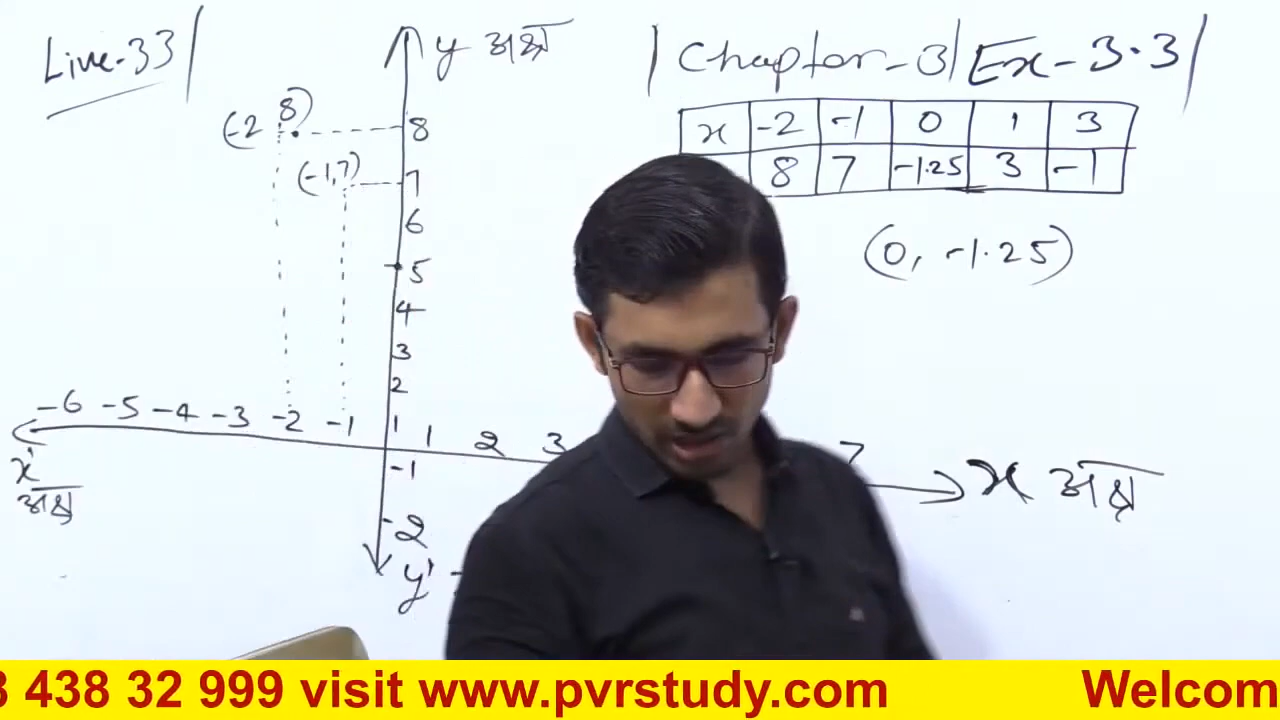 Live-33
y अक्ष
Chapter-3 Ex-3.3
x -2 -1 0 1 3
8 7 -1.25 3 -1
(0, -1.25)
(-2 8)
(-1,7)
8
7
6
5
4
3
2
1
-6 -5 -4 -3 -2 -1 1 2 3 7
-1
-2
x' अक्ष
x अक्ष
y'
3 438 32 999 visit www.pvrstudy.com Welcom